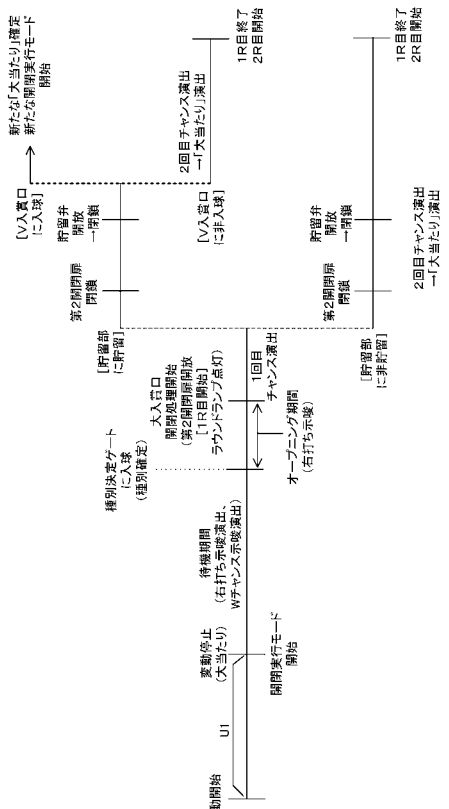 動開始
U1
変動停止
(大当たり)
開閉実行モード
開始
待機期間
(右打ち示唆演出、
Wチャンス示唆演出)
種別決定ゲート
に入球
(種別確定)
オープニング期間
(右打ち示唆)
大入賞口
開閉処理開始
(第2開閉扉開放
[1R目開始]
ラウンドランプ点灯)
1回目
チャンス演出
[貯留部
に貯留]
第2開閉扉
閉鎖
貯留弁
開放
→閉鎖
[V入賞口
に入球]
新たな「大当たり」確定
新たな開閉実行モード
開始
[V入賞口
に非入球]
2回目チャンス演出
→「大当たり」演出
1R目終了
2R目開始
[貯留部
に非貯留]
第2開閉扉
閉鎖
貯留弁
開放
→閉鎖
2回目チャンス演出
→「大当たり」演出
1R目終了
2R目開始